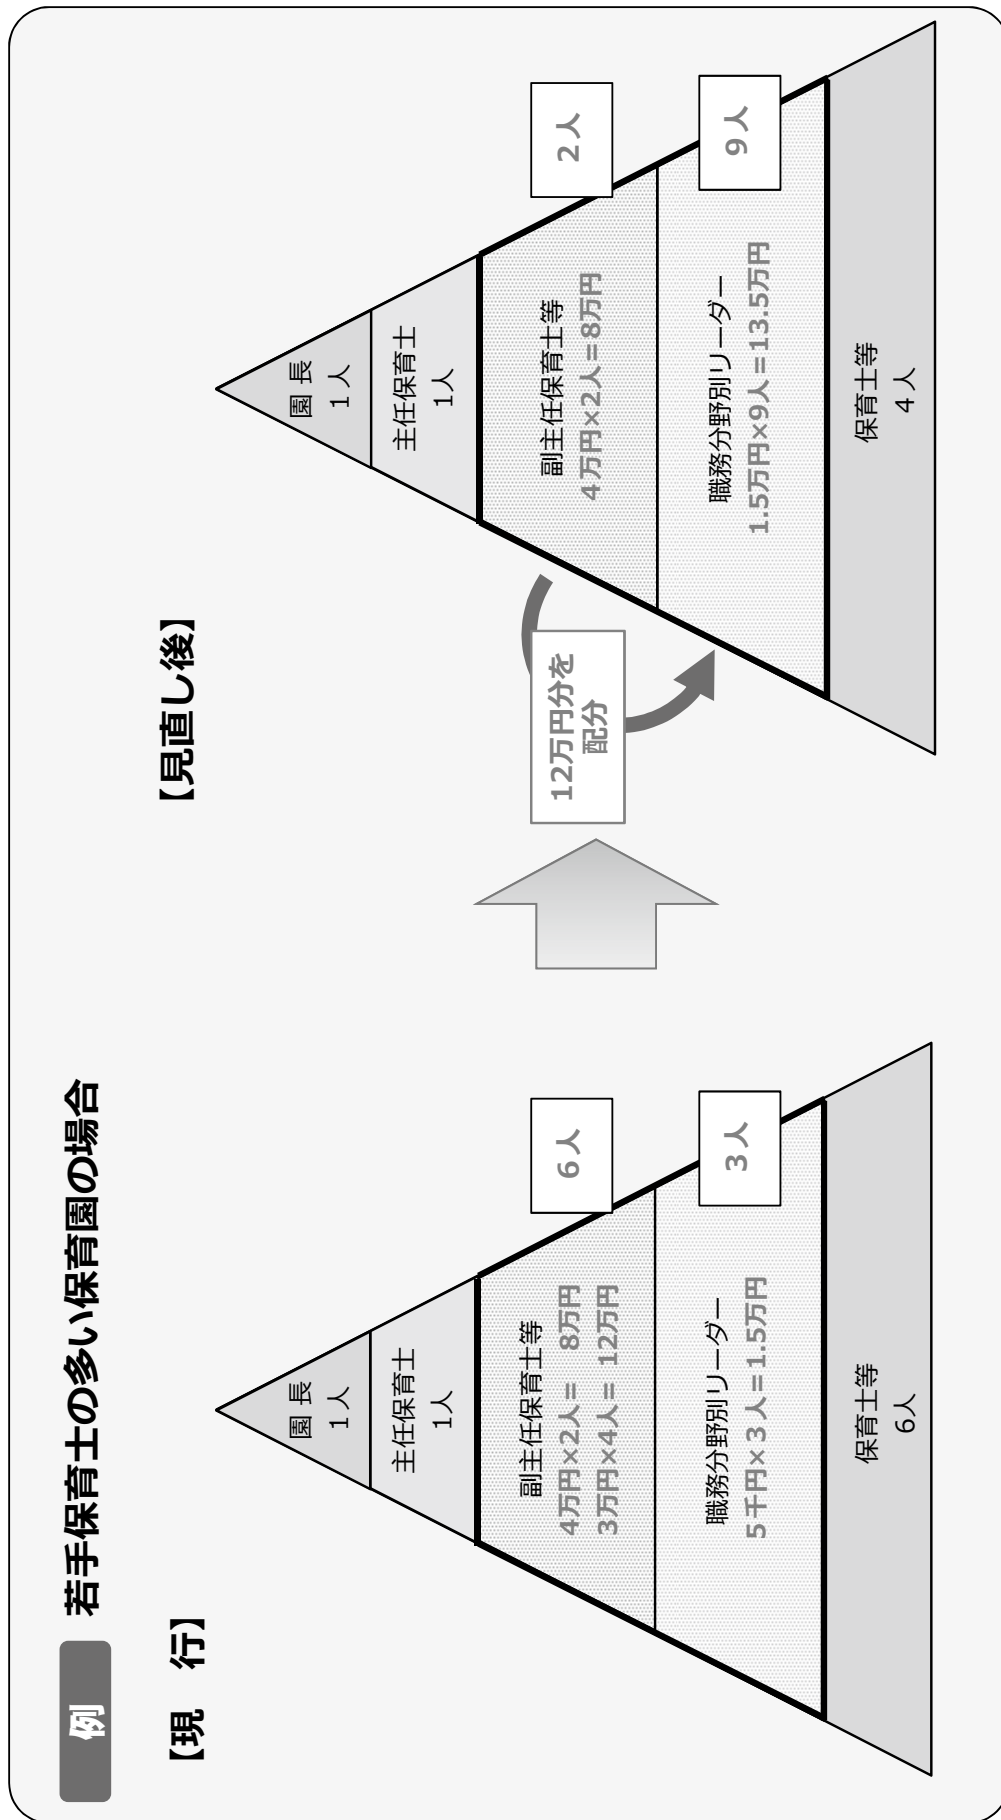 例
若手保育士の多い保育園の場合
【現　行】
園 長
１人
主任保育士
1人
副主任保育士等
4万円×2人＝　8万円
3万円×4人＝ 12万円
6人
職務分野別リーダー
5千円×３人＝1.5万円
3人
保育士等
6人
【見直し後】
12万円分を
配分
園 長
１人
主任保育士
1人
副主任保育士等
4万円×2人＝8万円
2人
職務分野別リーダー
1.5万円×9人＝13.5万円
9人
保育士等
４人